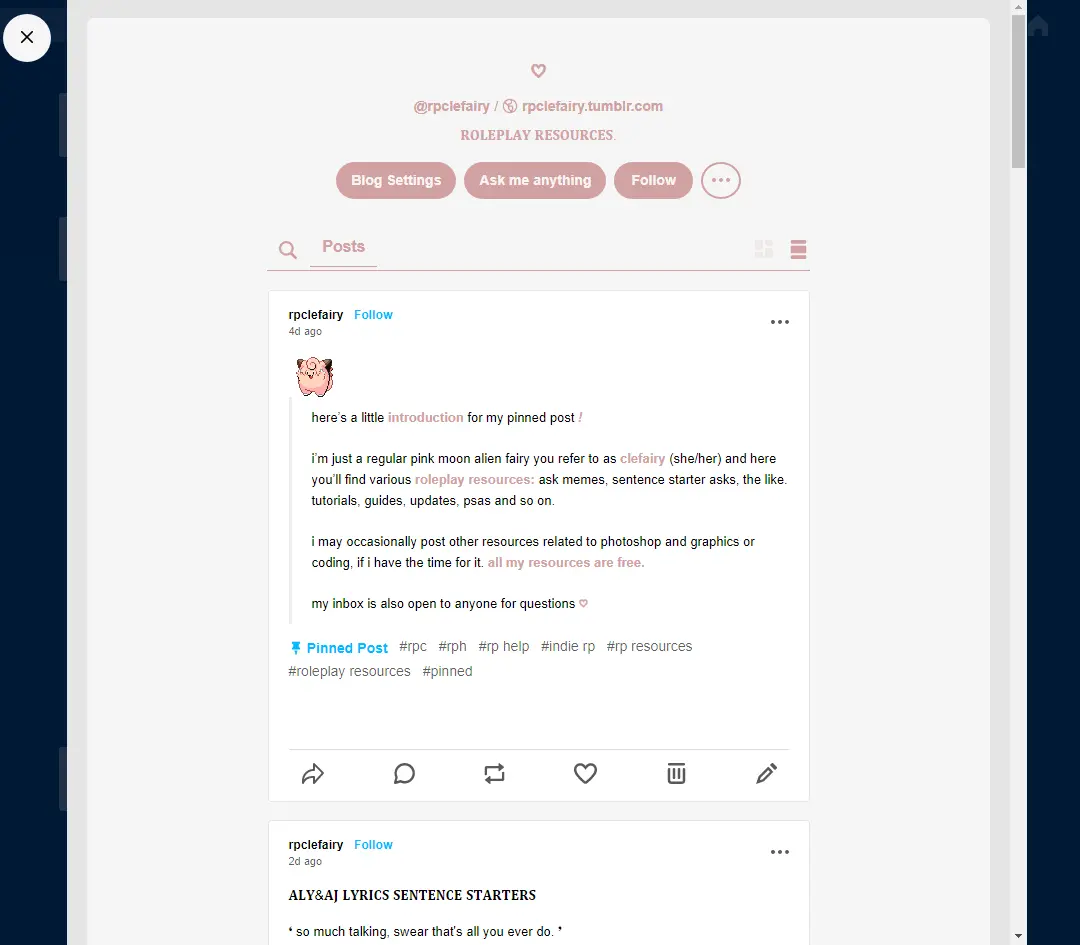 @rpclefairy / rpclefairy.tumblr.com
ROLEPLAY RESOURCES.
Blog Settings Ask me anything Follow
Posts
rpclefairy Follow
4d ago
here's a little introduction for my pinned post !
i'm just a regular pink moon alien fairy you refer to as clefairy (she/her) and here
you'll find various roleplay resources: ask memes, sentence starter asks, the like.
tutorials, guides, updates, psas and so on.
i may occasionally post other resources related to photoshop and graphics or
coding, if i have the time for it. all my resources are free.
my inbox is also open to anyone for questions ♡
Pinned Post #rpc #rph #rp help #indie rp #rp resources
#roleplay resources #pinned
rpclefairy Follow
2d ago
ALY&AJ LYRICS SENTENCE STARTERS
❛ so much talking, swear that's all you ever do. ❜